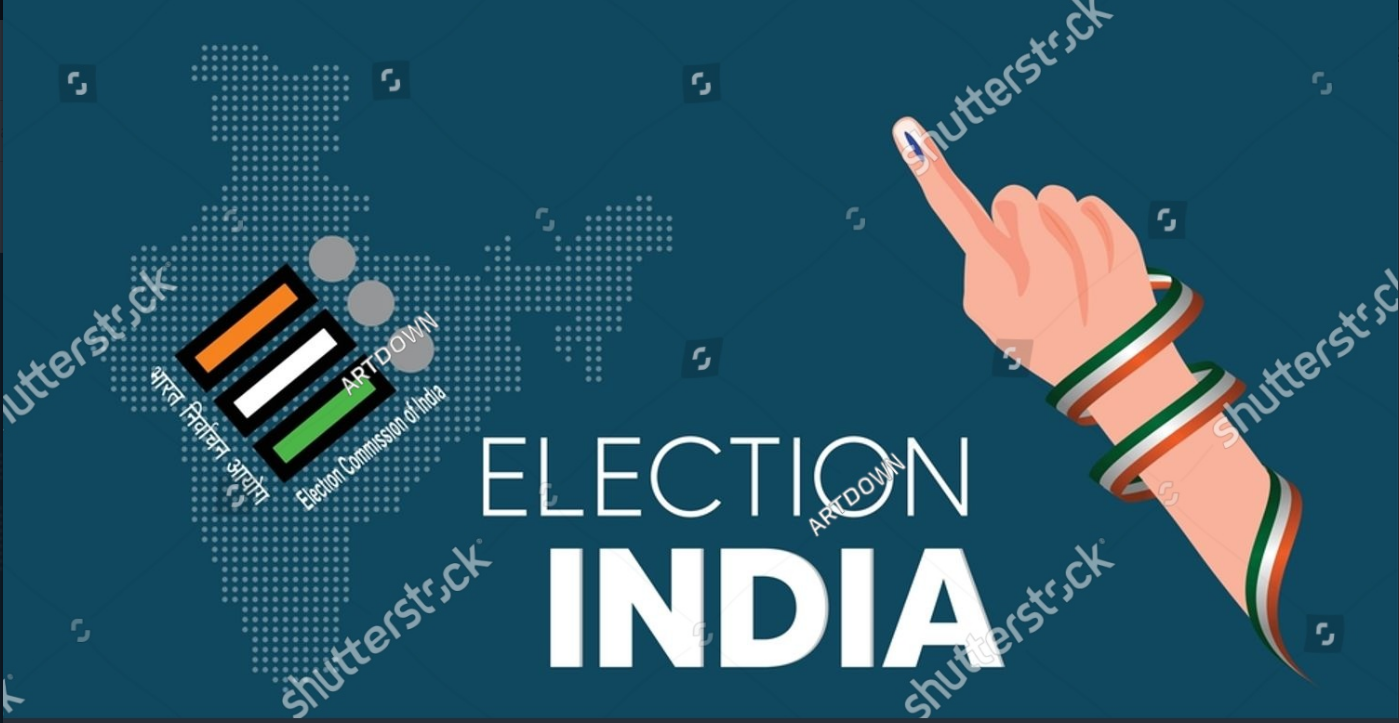 भारत निर्वाचन आयोग
Election Commission of India
ELECTION
INDIA
ARTDOWN
ARTDOWN
shutterstock
shutterstock
shutterstock
shutterstock
shutterstock
shutterstock